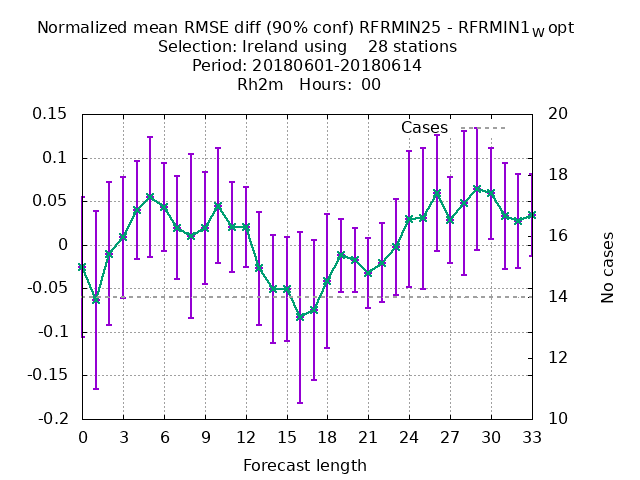 Normalized mean RMSE diff (90% conf) RFRMIN25 - RFRMIN1W opt
Selection: Ireland using 28 stations
Period: 20180601-20180614
Rh2m Hours: 00
Cases
0.15
0.1
0.05
0
-0.05
-0.1
-0.15
-0.2
20
18
16
14
12
10
No cases
0 3 6 9 12 15 18 21 24 27 30 33
Forecast length